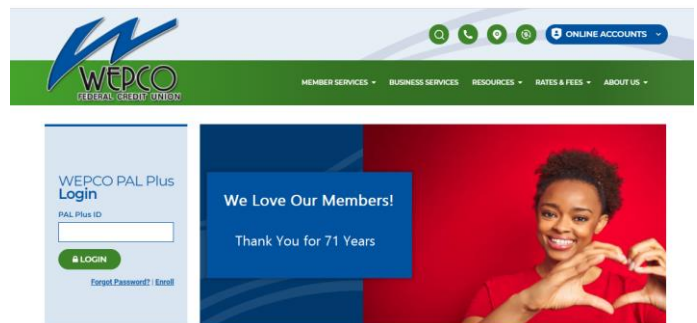 WEPCO
FEDERAL CREDIT UNION
ONLINE ACCOUNTS
MEMBER SERVICES
BUSINESS SERVICES
RESOURCES
RATES & FEES
ABOUT US
WEPCO PAL Plus
Login
PAL Plus ID
LOGIN
Forgot Password? | Enroll
We Love Our Members!
Thank You for 71 Years